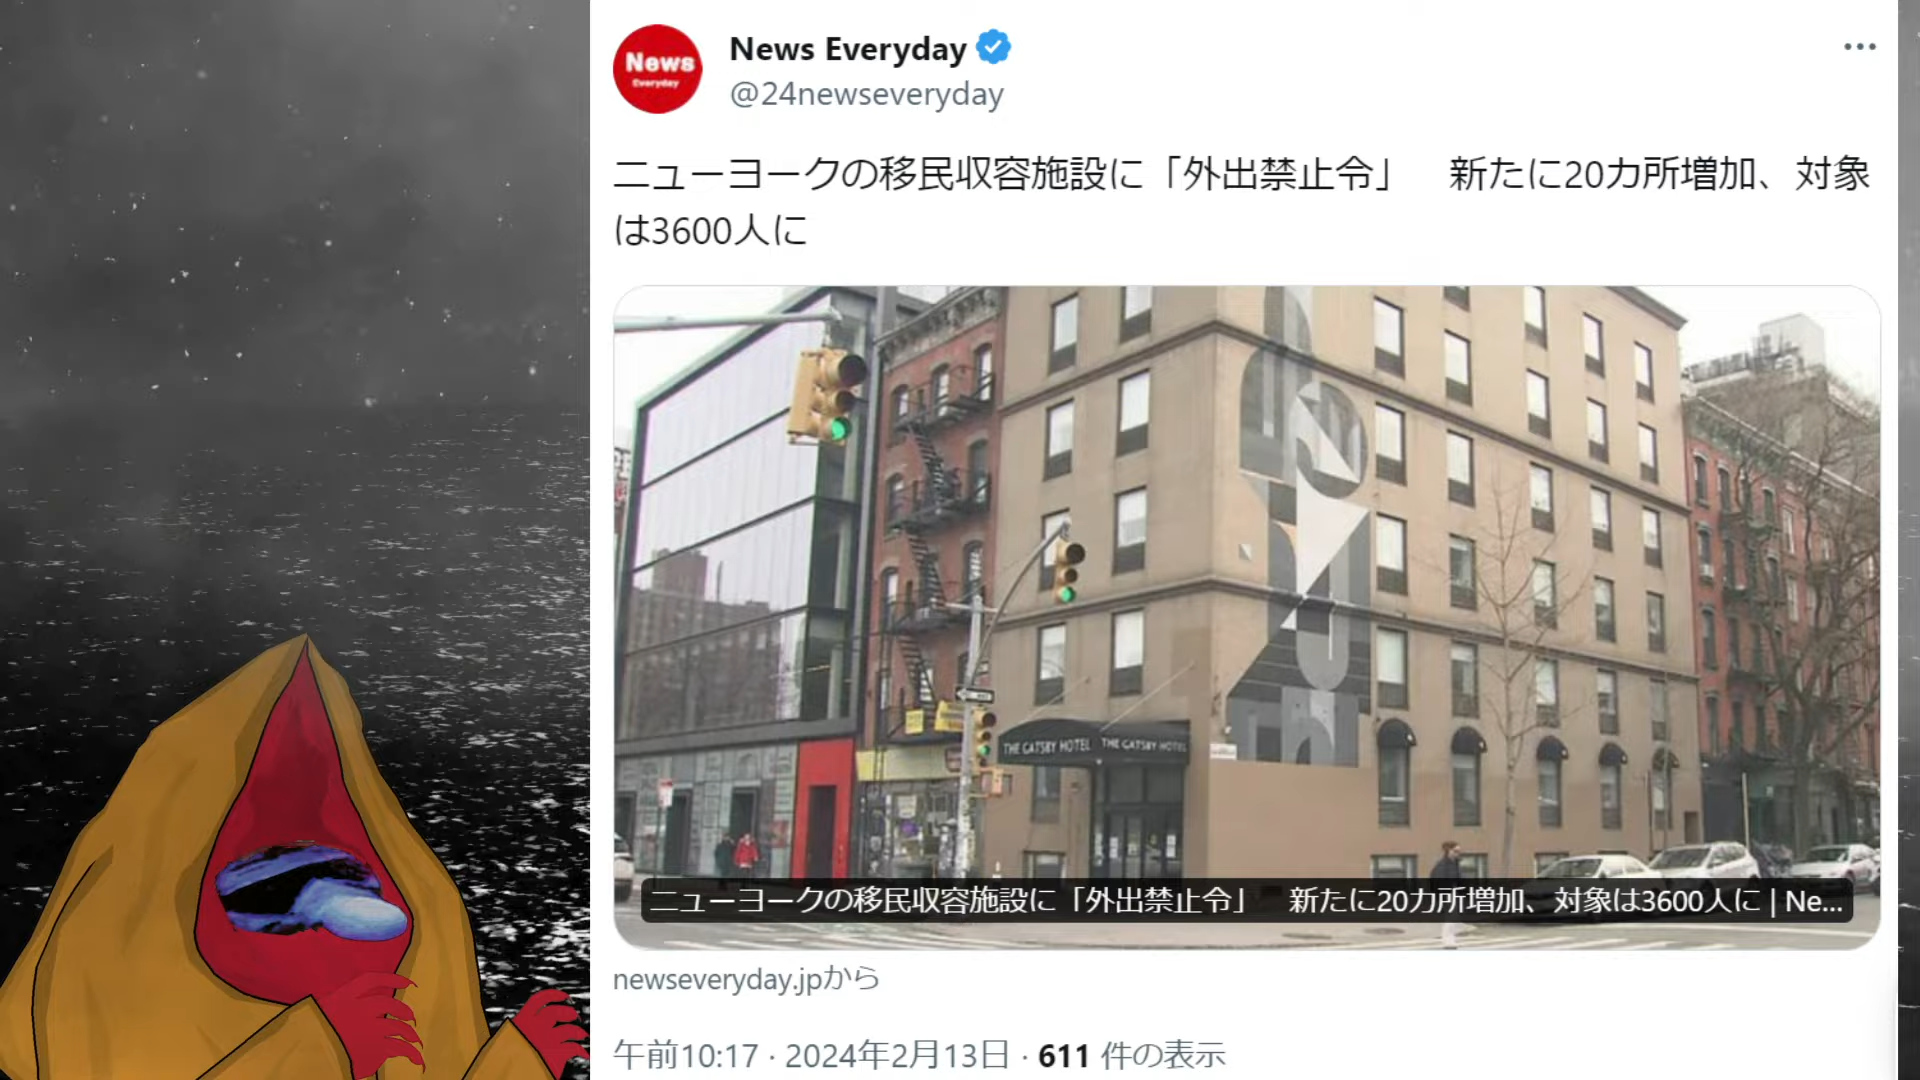 News
Everyday
News Everyday
@24newseveryday
ニューヨークの移民収容施設に「外出禁止令」　新たに20カ所増加、対象
は3600人に
THE GATSBY HOTEL THE GATSBY HOTEL
ニューヨークの移民収容施設に「外出禁止令」　新たに20カ所増加、対象は3600人に | Ne...
newseveryday.jpから
午前10:17 · 2024年2月13日 · 611 件の表示